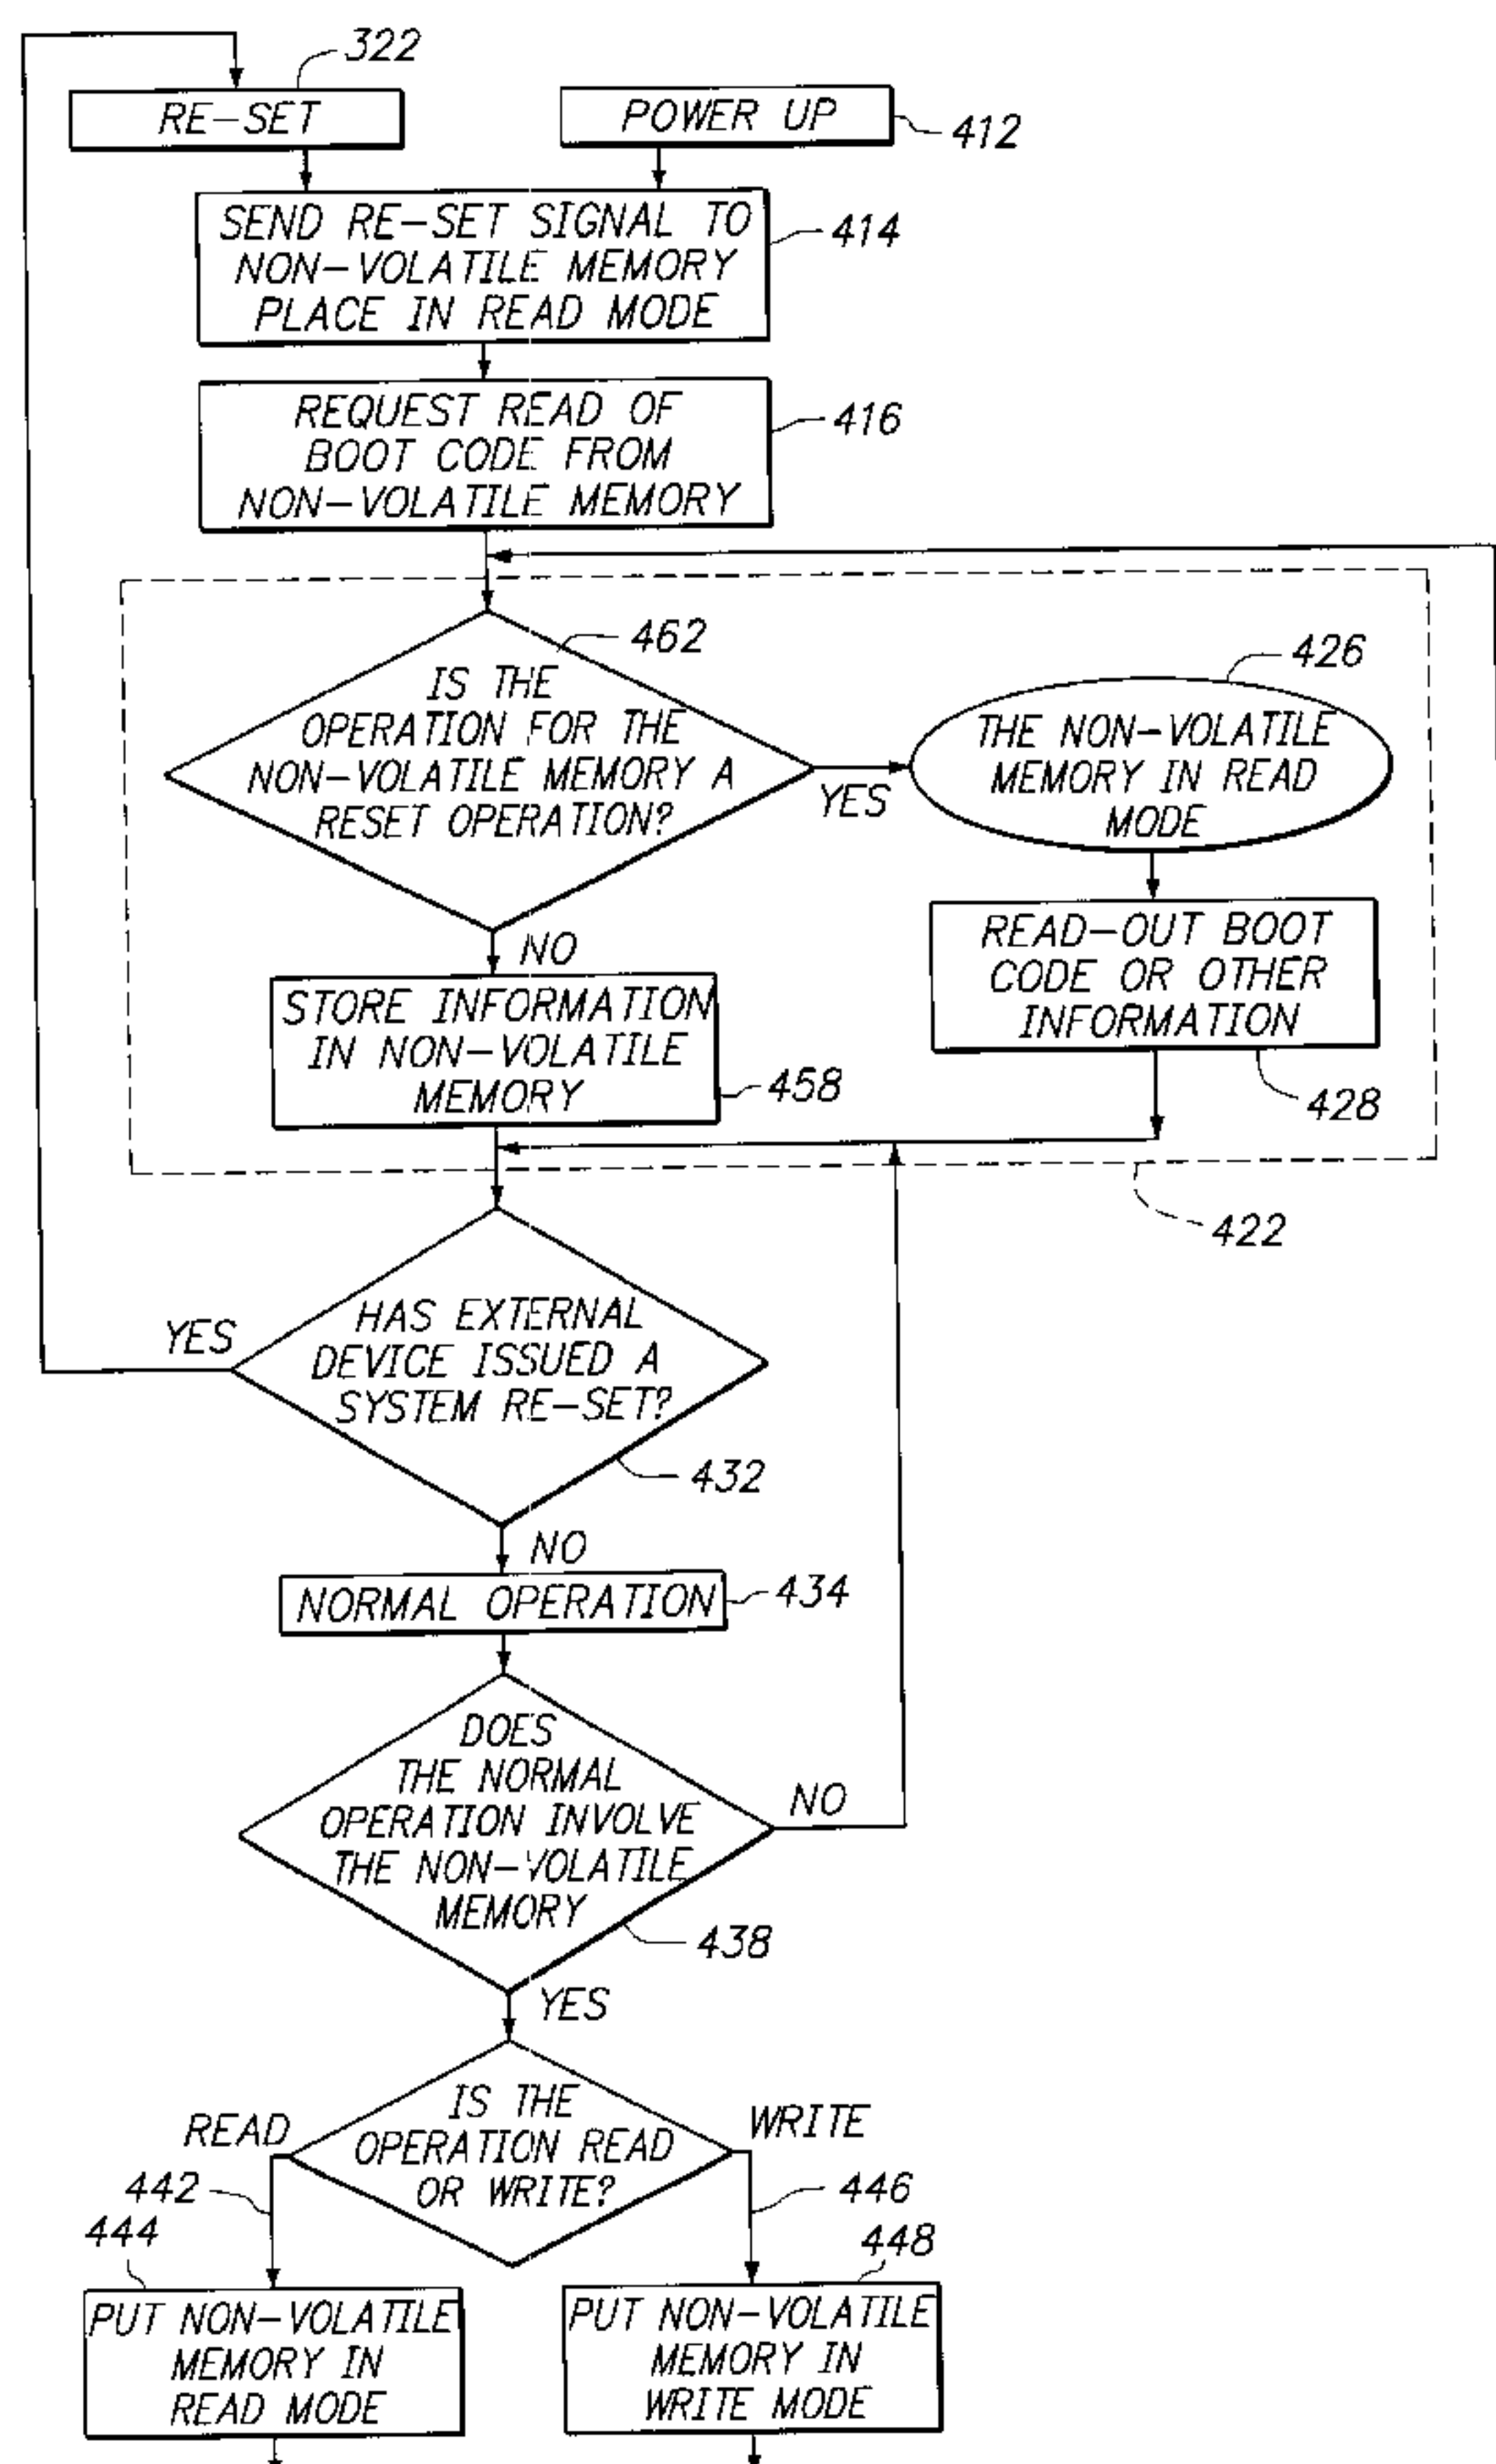 322
RE-SET
POWER UP
412
SEND RE-SET SIGNAL TO
NON-VOLATILE MEMORY
PLACE IN READ MODE
414
REQUEST READ OF
BOOT CODE FROM
NON-VOLATILE MEMORY
416
462
IS THE
OPERATION FOR THE
NON-VOLATILE MEMORY A
RESET OPERATION?
YES
426
THE NON-VOLATILE
MEMORY IN READ
MODE
NO
READ-OUT BOOT
CODE OR OTHER
INFORMATION
428
STORE INFORMATION
IN NON-VOLATILE
MEMORY
458
422
HAS EXTERNAL
DEVICE ISSUED A
SYSTEM RE-SET?
YES
432
NO
NORMAL OPERATION
434
DOES
THE NORMAL
OPERATION INVOLVE
THE NON-VOLATILE
MEMORY
NO
438
YES
IS THE
OPERATION READ
OR WRITE?
READ
WRITE
442
446
444
448
PUT NON-VOLATILE
MEMORY IN
READ MODE
PUT NON-VOLATILE
MEMORY IN
WRITE MODE